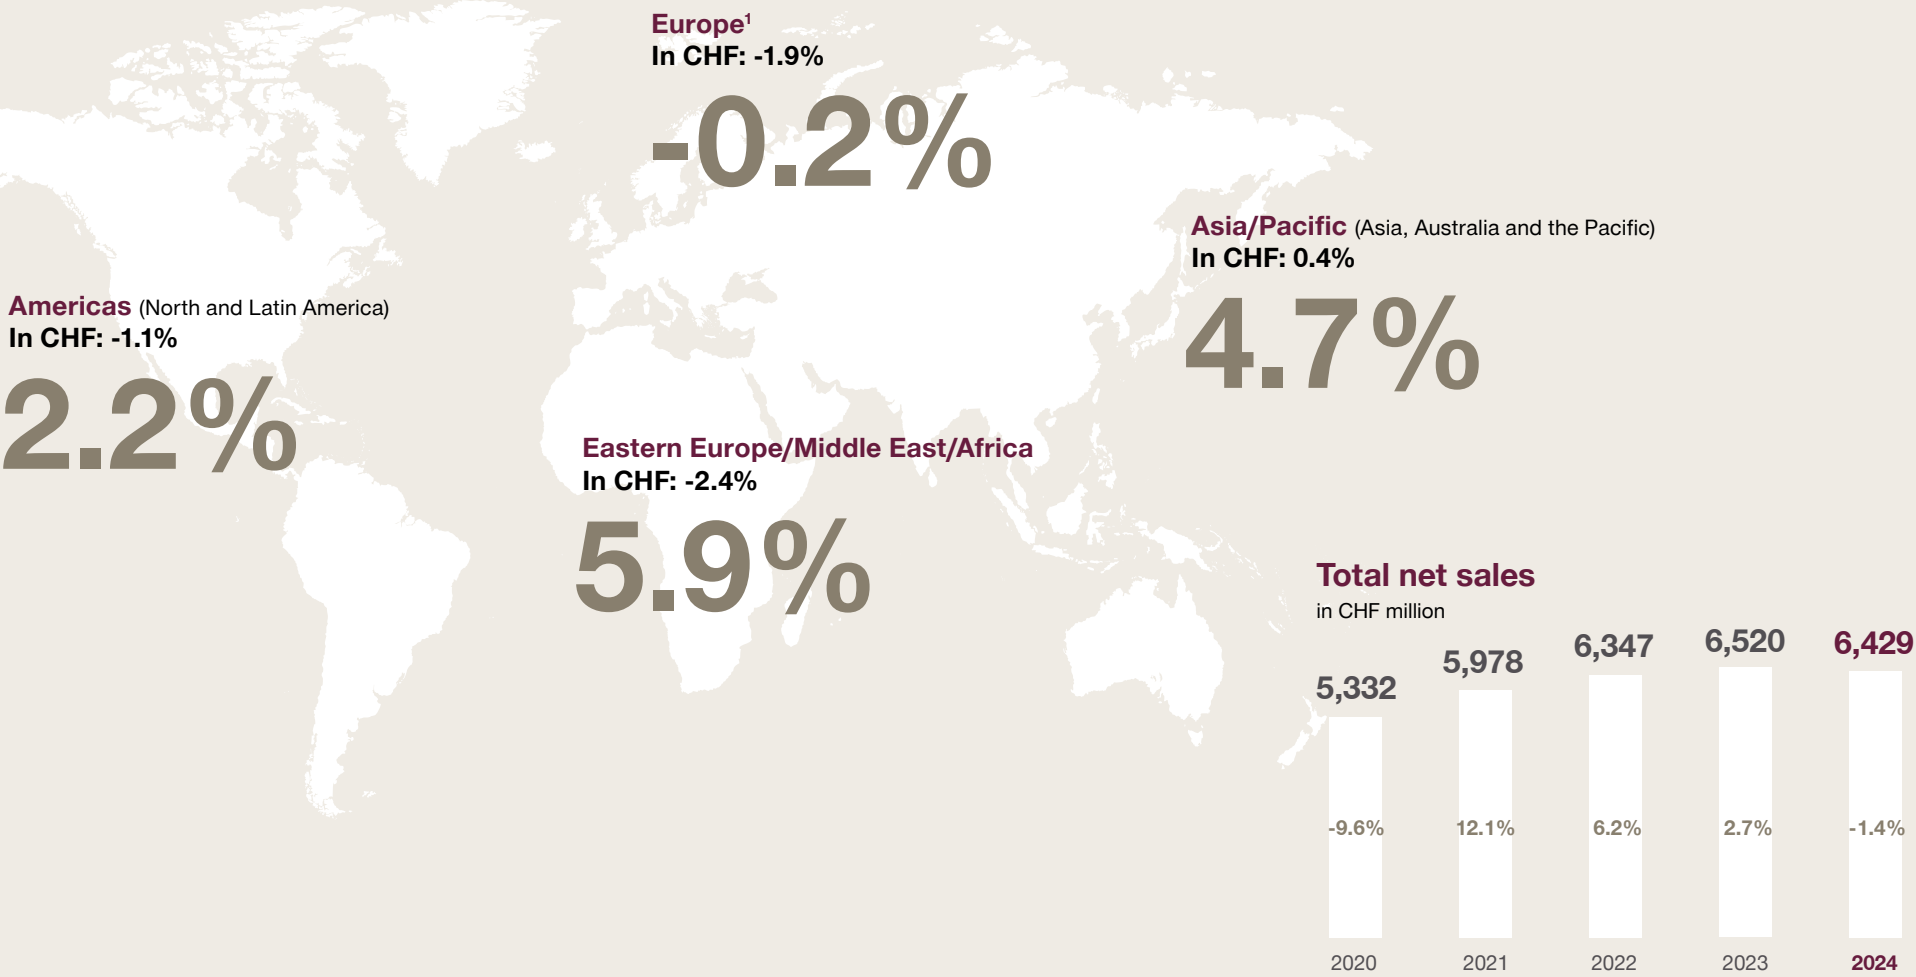 Europe¹
In CHF: -1.9%
-0.2%
Asia/Pacific (Asia, Australia and the Pacific)
In CHF: 0.4%
4.7%
Americas (North and Latin America)
In CHF: -1.1%
2.2%
Eastern Europe/Middle East/Africa
In CHF: -2.4%
5.9%
Total net sales
in CHF million
5,332 5,978 6,347 6,520 6,429
-9.6% 12.1% 6.2% 2.7% -1.4%
2020 2021 2022 2023 2024